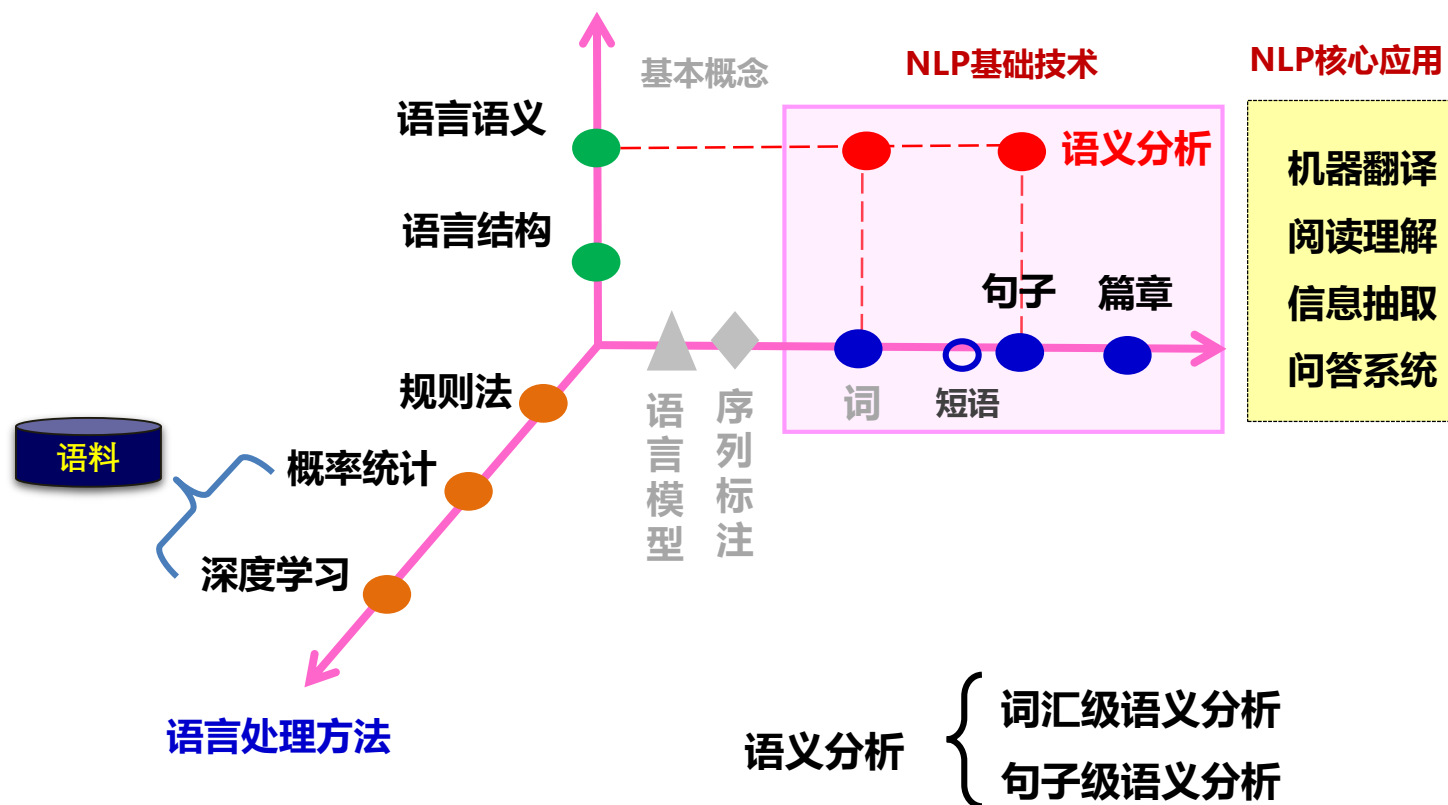 基本概念
NLP基础技术
NLP核心应用
语言语义
语义分析
机器翻译
语言结构
阅读理解
句子
篇章
信息抽取
规则法
语言模型
序列标注
词
短语
问答系统
语料
概率统计
深度学习
语言处理方法
语义分析
词汇级语义分析
句子级语义分析